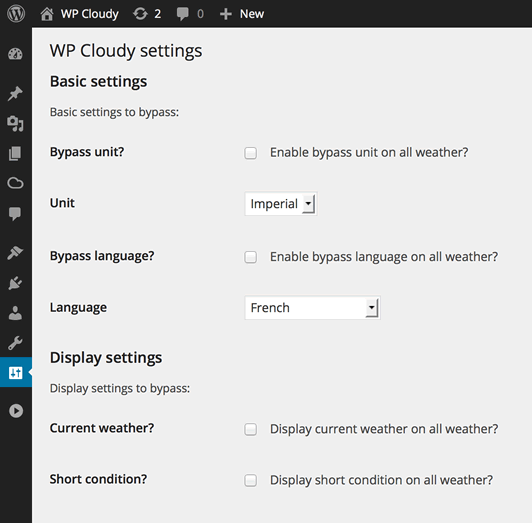 WP Cloudy 2 0 New
WP Cloudy settings
Basic settings
Basic settings to bypass:
Bypass unit? Enable bypass unit on all weather?
Unit Imperial
Bypass language? Enable bypass language on all weather?
Language French
Display settings
Display settings to bypass:
Current weather? Display current weather on all weather?
Short condition? Display short condition on all weather?